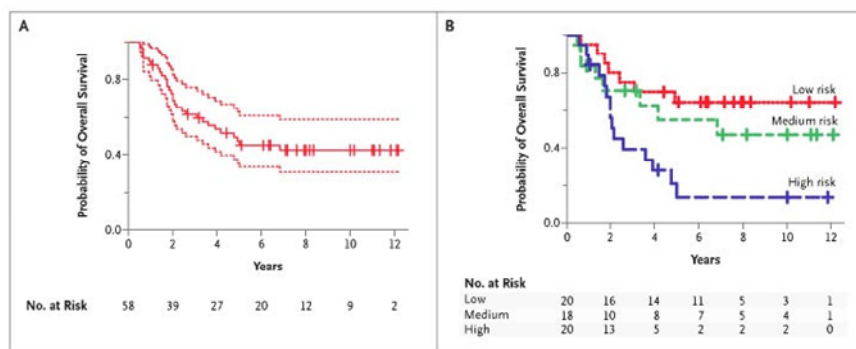 A
Probability of Overall Survival
0.8
0.4
0.0
0 2 4 6 8 10 12
Years
No. at Risk 58 39 27 20 12 9 2
B
Probability of Overall Survival
0.8
0.4
0.0
Low risk
Medium risk
High risk
0 2 4 6 8 10 12
Years
No. at Risk
Low 20 16 14 11 5 3 1
Medium 18 10 8 7 5 4 1
High 20 13 5 2 2 2 0